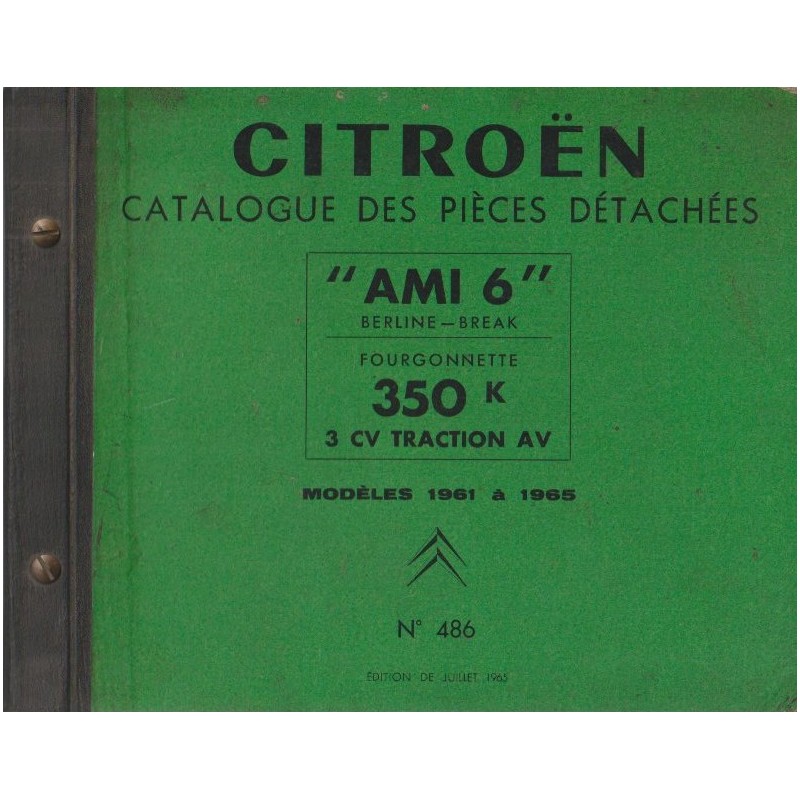 CITROËN
CATALOGUE DES PIÈCES DÉTACHÉES
"AMI 6"
BERLINE—BREAK
FOURGONNETTE
350 K
3 CV TRACTION AV
MODÈLES 1961 à 1965
N° 486
ÉDITION DE JUILLET 1965